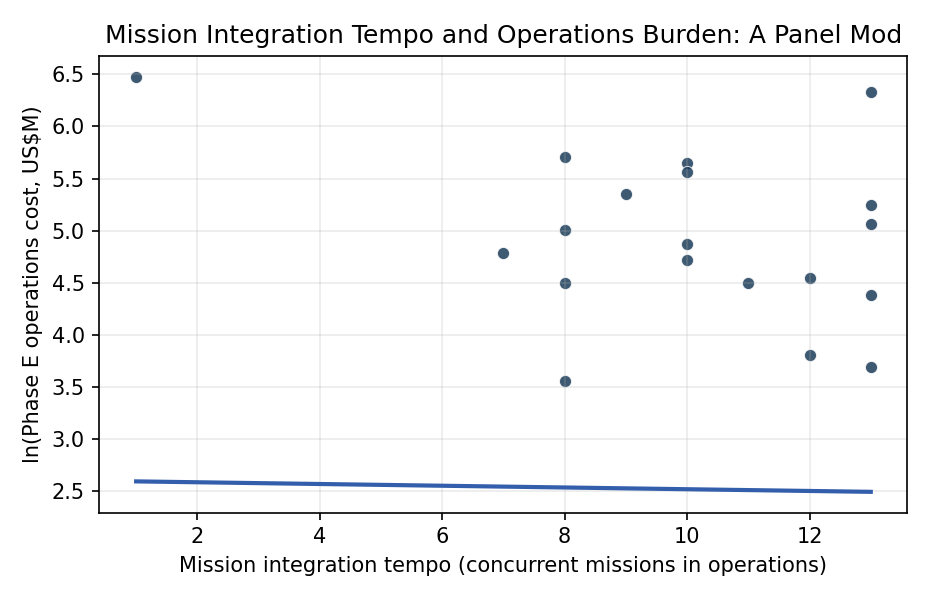 Mission Integration Tempo and Operations Burden: A Panel Mod
ln(Phase E operations cost, US$M)
6.5
6.0
5.5
5.0
4.5
4.0
3.5
3.0
2.5
2 4 6 8 10 12
Mission integration tempo (concurrent missions in operations)